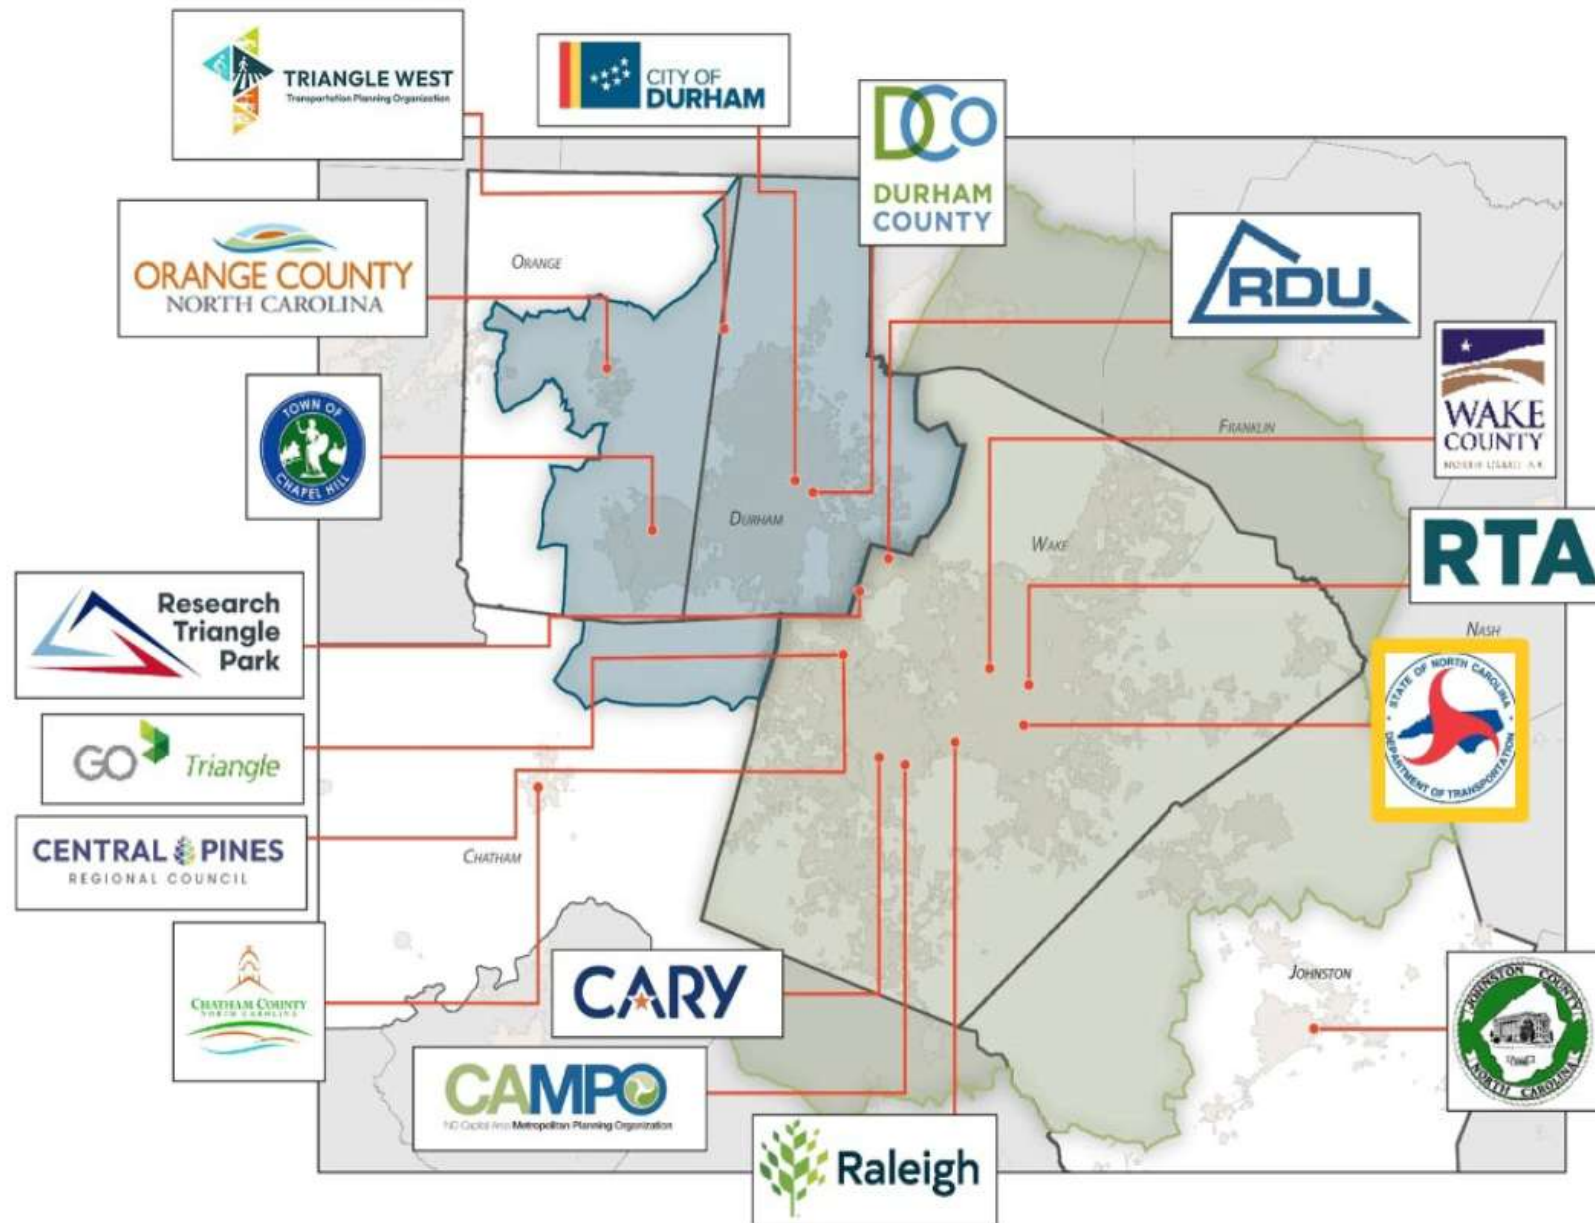 TRIANGLE WEST
Transportation Planning Organization
CITY OF
DURHAM
DCo
DURHAM
COUNTY
ORANGE COUNTY
NORTH CAROLINA
ORANGE
RDU
WAKE
COUNTY
TOWN OF
CHAPEL HILL
FRANKLIN
DURHAM
WAKE
RTA
Research
Triangle
Park
NASH
STATE OF NORTH CAROLINA
DEPARTMENT OF TRANSPORTATION
GO Triangle
CENTRAL PINES
REGIONAL COUNCIL
CHATHAM
CHATHAM COUNTY
NORTH CAROLINA
CARY
JOHNSTON
JOHNSTON COUNTY
NORTH CAROLINA
CAMPO
NC Capital Area Metropolitan Planning Organization
Raleigh